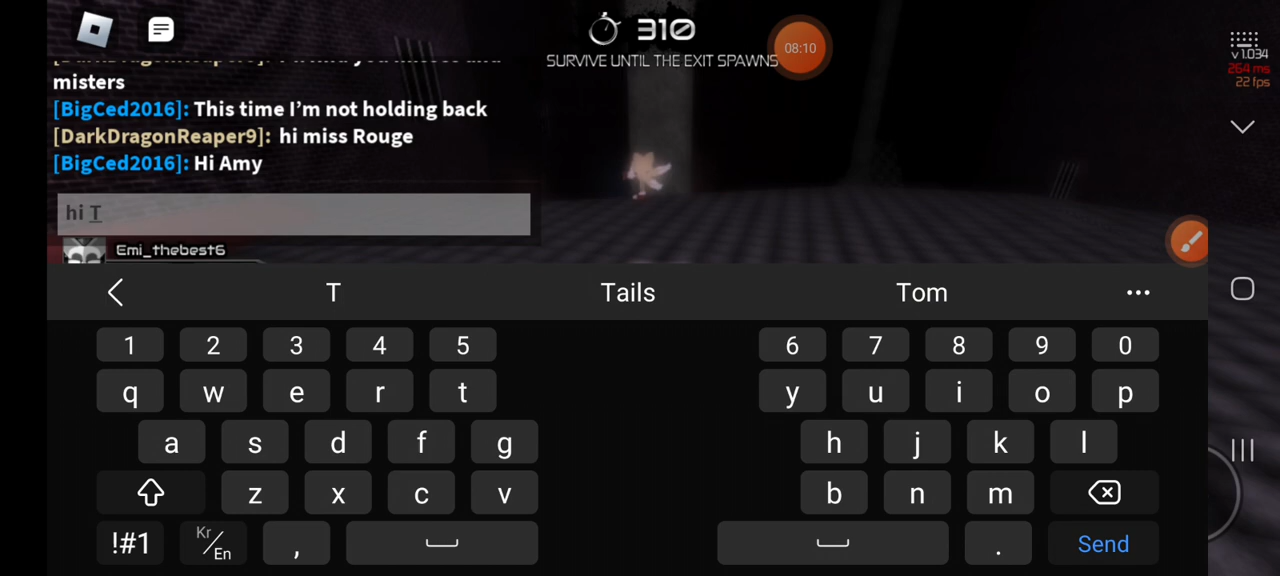 310
08:10
SURVIVE UNTIL THE EXIT SPAWNS
v1.034
264 ms
22 fps
misters
[BigCed2016]: This time I’m not holding back
[DarkDragonReaper9]: hi miss Rouge
[BigCed2016]: Hi Amy
hi T
Emi_thebest6
T Tails Tom
1 2 3 4 5 6 7 8 9 0
q w e r t y u i o p
a s d f g h j k l
z x c v b n m
!#1 Kr/En , . Send